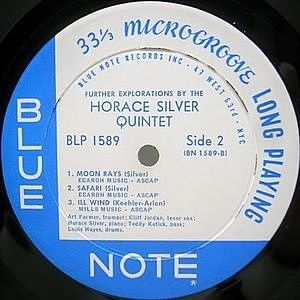 33⅓ MICROGROOVE LONG PLAYING
BLUE NOTE RECORDS INC · 47 WEST 63rd · NYC
FURTHER EXPLORATIONS BY THE
HORACE SILVER
QUINTET
BLP 1589
Side 2
(BN 1589-B)
1. MOON RAYS (Silver)
ECAROH MUSIC - ASCAP
2. SAFARI (Silver)
ECAROH MUSIC - ASCAP
3. ILL WIND (Koehler-Arlen)
MILLS MUSIC - ASCAP
Art Farmer, trumpet; Cliff Jordan, tenor sax;
Horace Silver, piano; Teddy Kotick, bass;
Louis Hayes, drums.
BLUE
NOTE